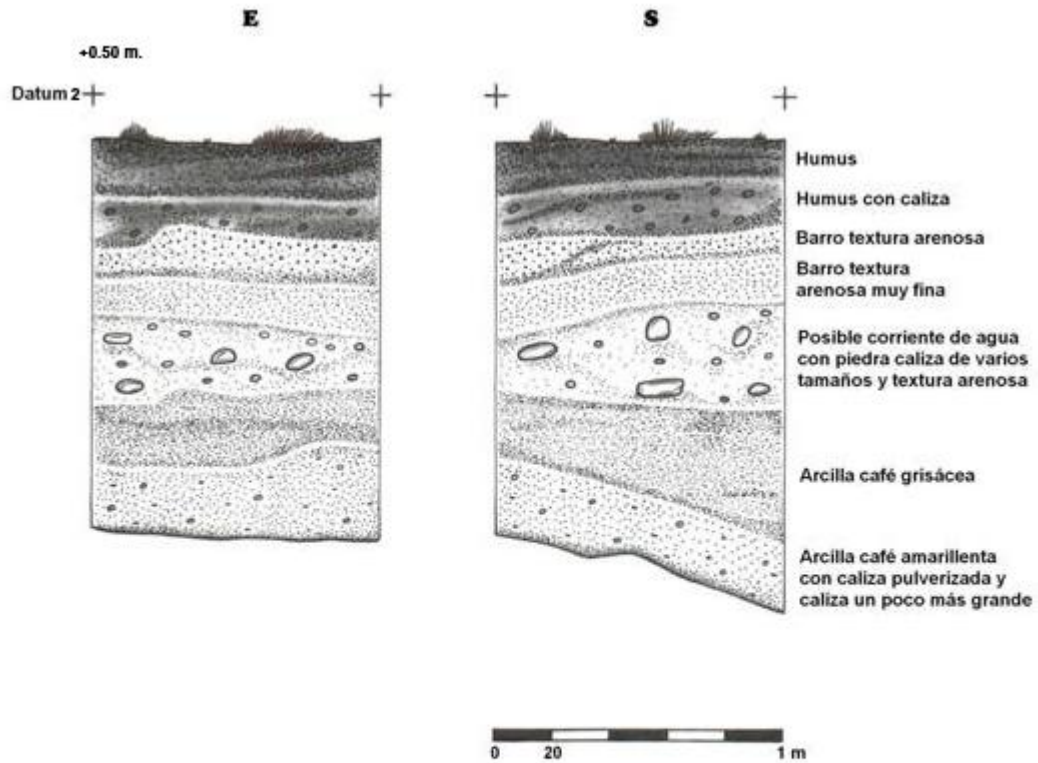 E
S
+0.50 m.
Datum 2
Humus
Humus con caliza
Barro textura arenosa
Barro textura
arenosa muy fina
Posible corriente de agua
con piedra caliza de varios
tamaños y textura arenosa
Arcilla café grisácea
Arcilla café amarillenta
con caliza pulverizada y
caliza un poco más grande
0 20 1 m